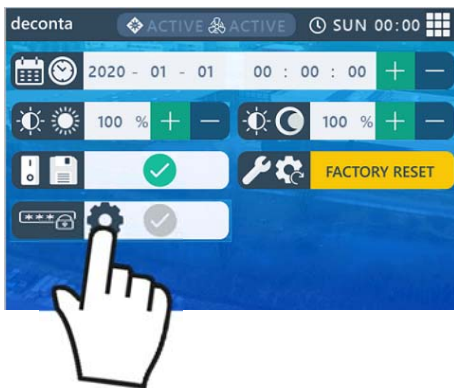 deconta ACTIVE ACTIVE SUN 00:00
2020 - 01 - 01 00 : 00 : 00 + −
100 % + − 100 % + −
FACTORY RESET
***